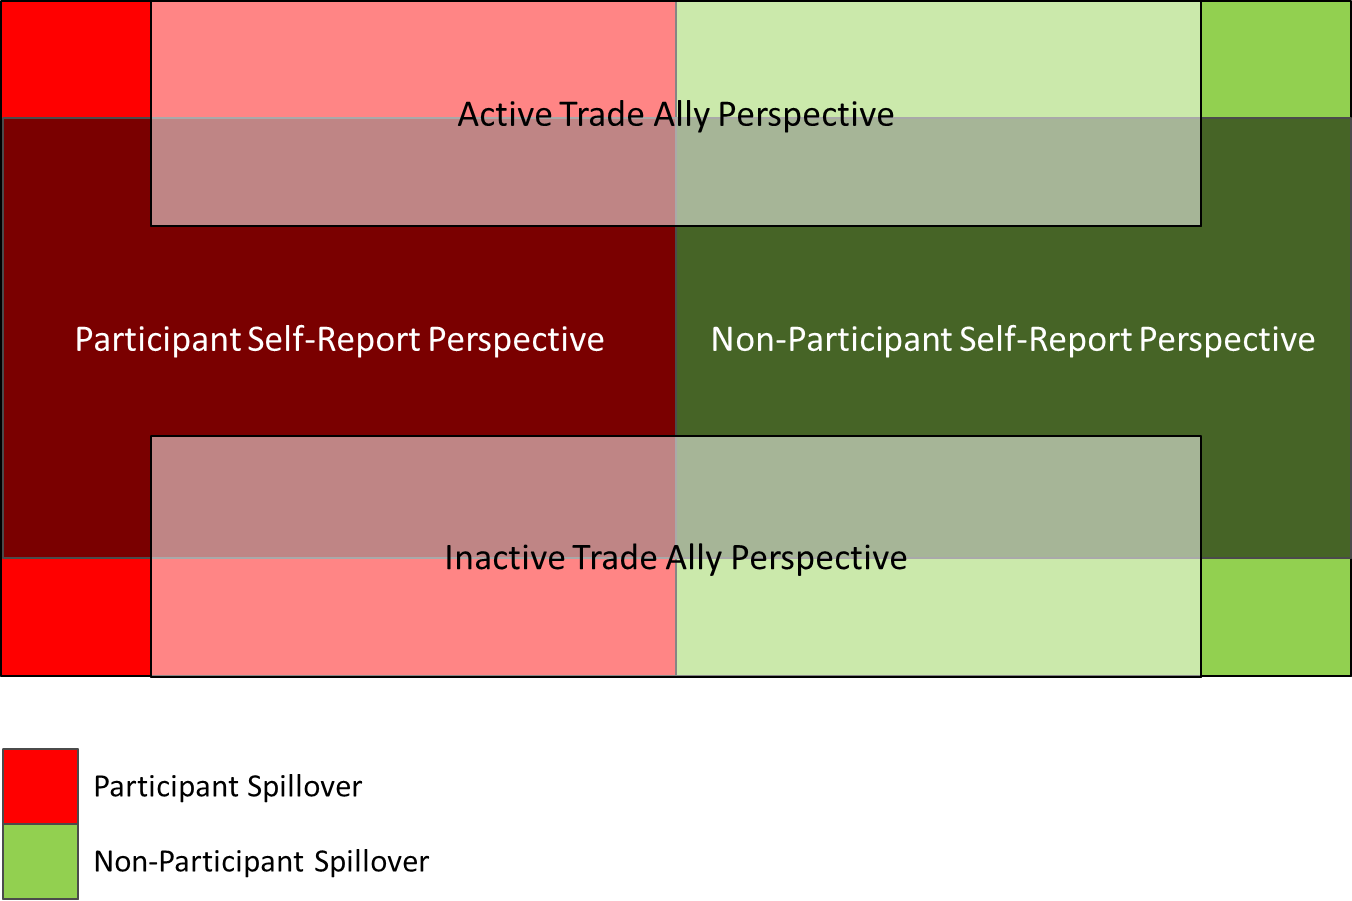 Active Trade Ally Perspective
Participant Self-Report Perspective
Non-Participant Self-Report Perspective
Inactive Trade Ally Perspective
Participant Spillover
Non-Participant Spillover